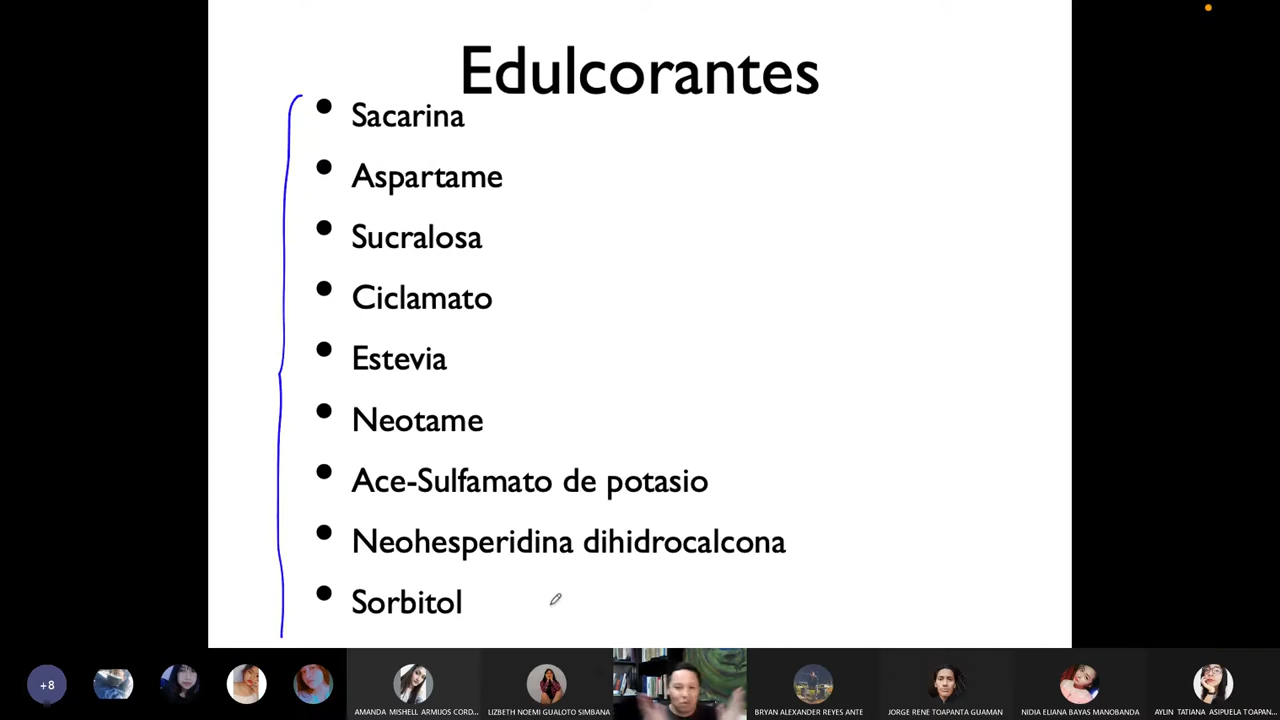 Edulcorantes
• Sacarina
• Aspartame
• Sucralosa
• Ciclamato
• Estevia
• Neotame
• Ace-Sulfamato de potasio
• Neohesperidina dihidrocalcona
• Sorbitol
+8
AMANDA MISHELL ARMIJOS CORD...
LIZBETH NOEMI GUALOTO SIMBANA
BRYAN ALEXANDER REYES ANTE
JORGE RENE TOAPANTA GUAMAN
NIDIA ELIANA BAYAS MANOBANDA
AYLIN TATIANA ASIPUELA TOAPAN...